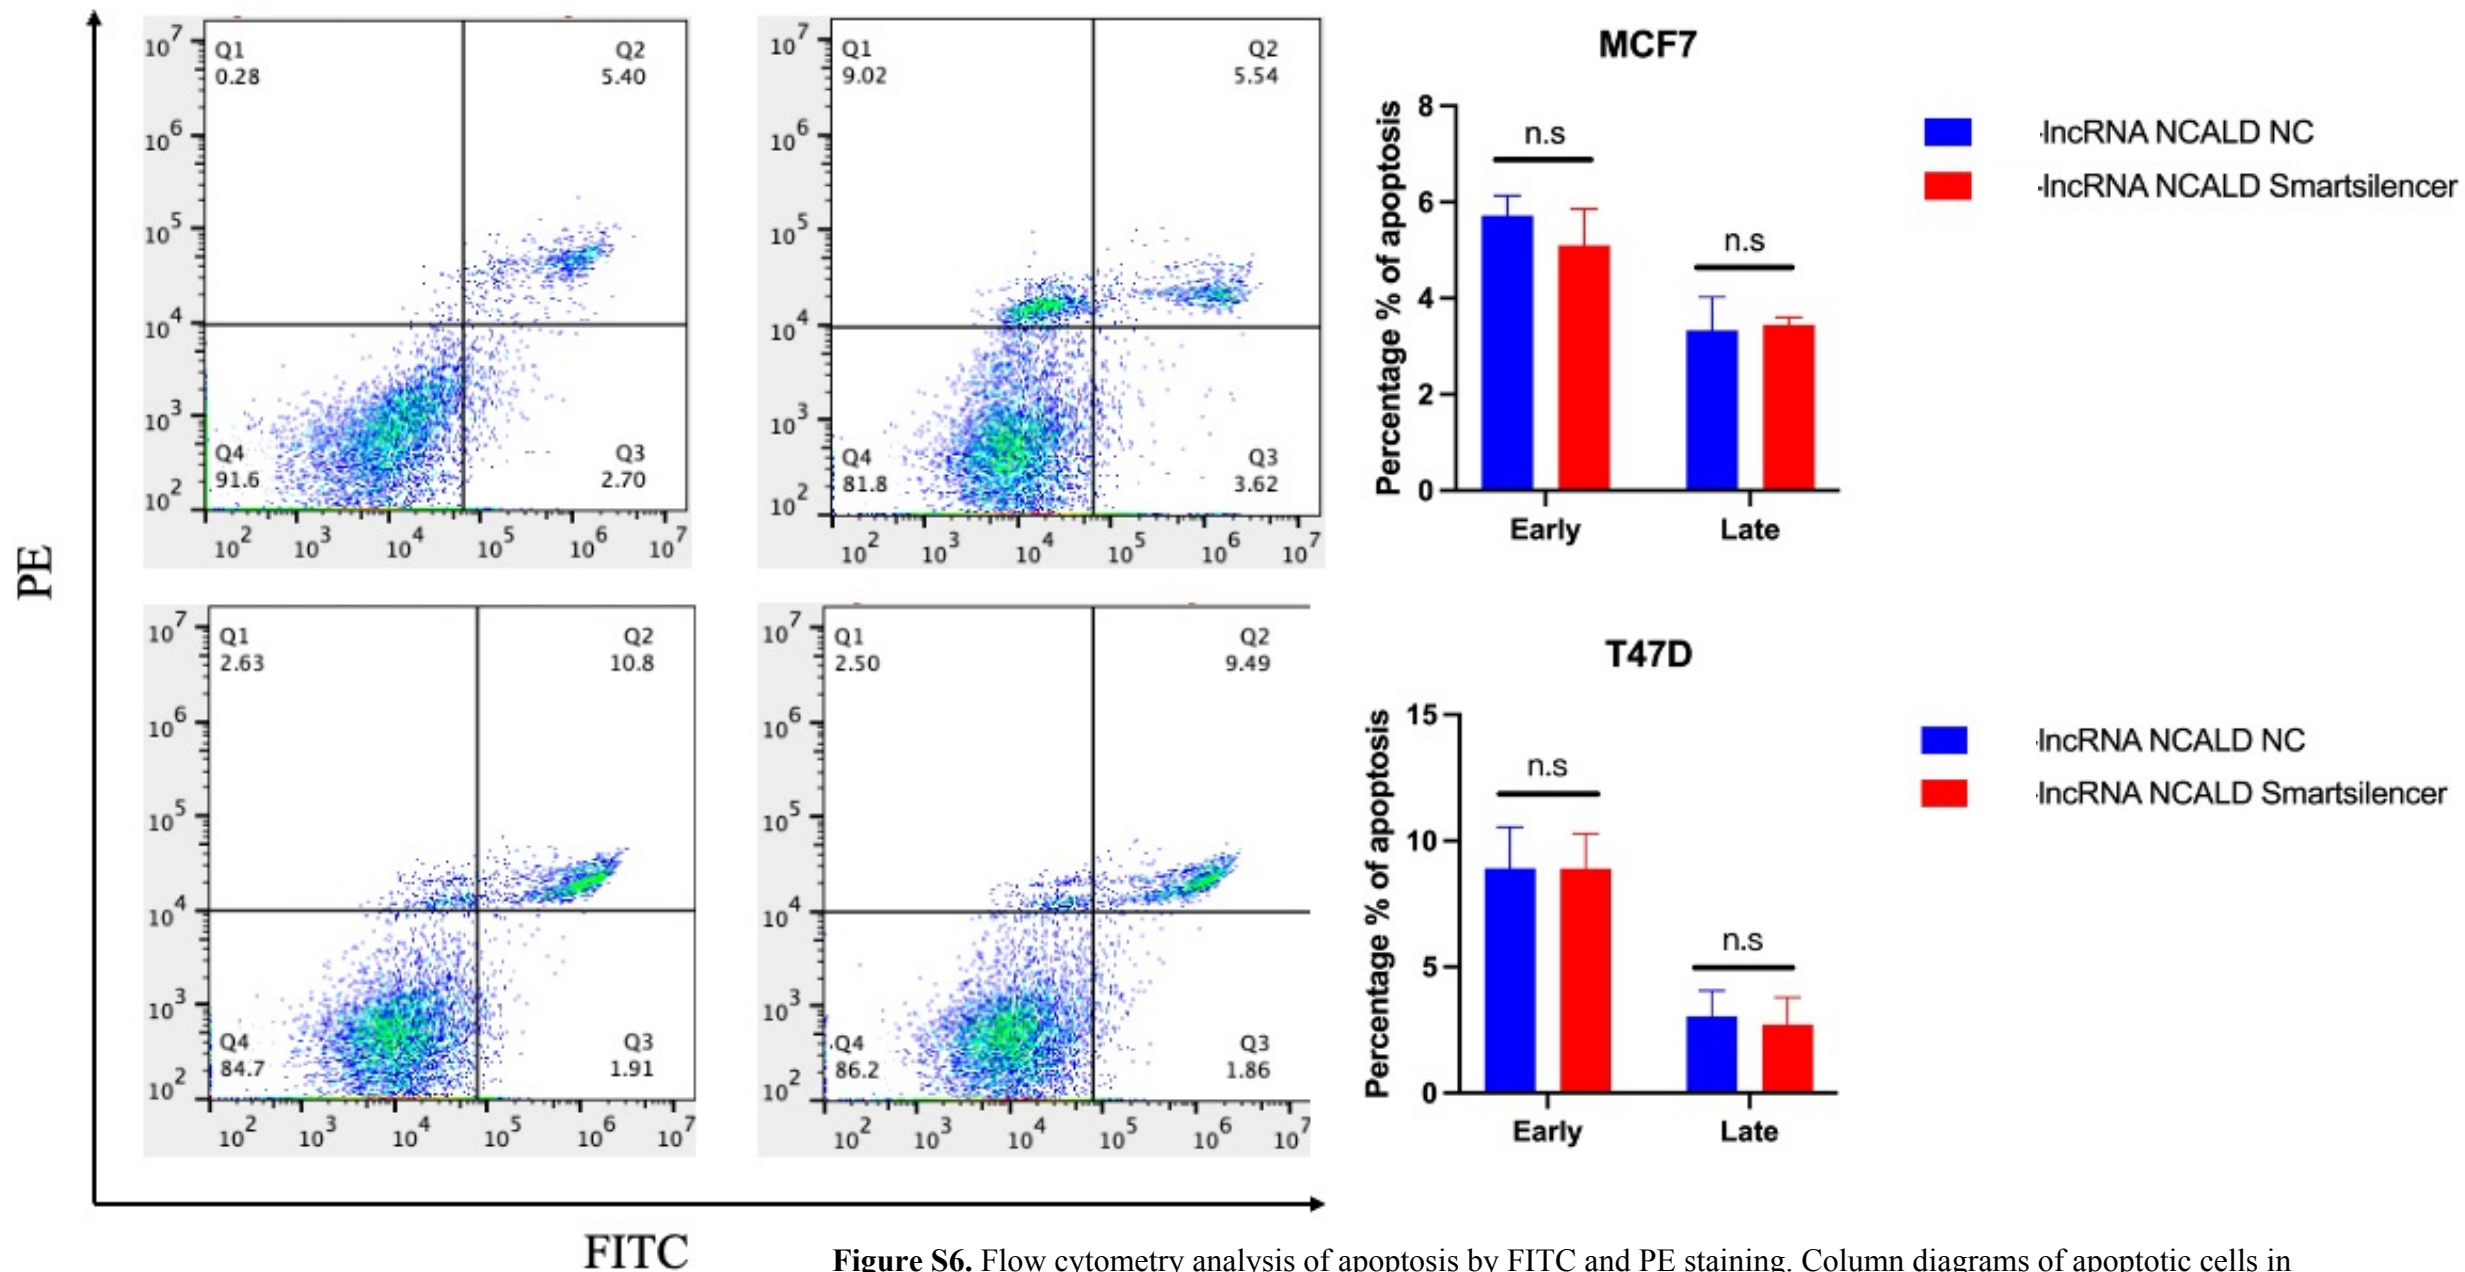 Q1
0.28
Q2
5.40
Q4
91.6
Q3
2.70
10^7
10^6
10^5
10^4
10^3
10^2
10^2 10^3 10^4 10^5 10^6 10^7
Q1
9.02
Q2
5.54
Q4
81.8
Q3
3.62
10^7
10^6
10^5
10^4
10^3
10^2
10^2 10^3 10^4 10^5 10^6 10^7
MCF7
Percentage % of apoptosis
8
6
4
2
0
n.s
n.s
Early Late
-lncRNA NCALD NC
-lncRNA NCALD Smartsilencer
PE
Q1
2.63
Q2
10.8
Q4
84.7
Q3
1.91
10^7
10^6
10^5
10^4
10^3
10^2
10^2 10^3 10^4 10^5 10^6 10^7
Q1
2.50
Q2
9.49
Q4
86.2
Q3
1.86
10^7
10^6
10^5
10^4
10^3
10^2
10^2 10^3 10^4 10^5 10^6 10^7
T47D
Percentage % of apoptosis
15
10
5
0
n.s
n.s
Early Late
-lncRNA NCALD NC
-lncRNA NCALD Smartsilencer
FITC
Figure S6. Flow cytometry analysis of apoptosis by FITC and PE staining. Column diagrams of apoptotic cells in